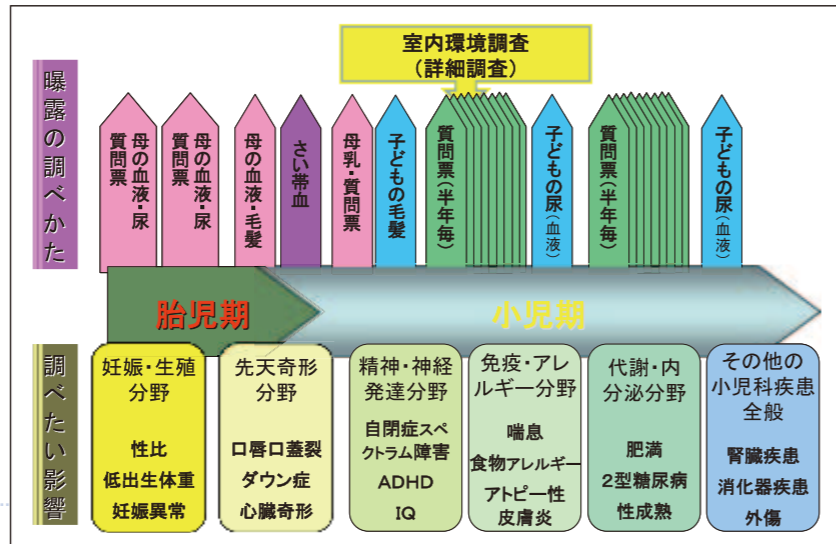 室内環境調査
（詳細調査）
曝露の調べかた
母の血液・尿
質問票
母の血液・尿
質問票
母の血液・毛髪
さい帯血
母乳・質問票
子どもの毛髪
質問票（半年毎）
子どもの尿（血液）
質問票（半年毎）
子どもの尿（血液）
胎児期
小児期
調べたい影響
妊娠・生殖
分野
性比
低出生体重
妊娠異常
先天奇形
分野
口唇口蓋裂
ダウン症
心臓奇形
精神・神経
発達分野
自閉症スペ
クトラム障害
ADHD
IQ
免疫・アレ
ルギー分野
喘息
食物アレルギー
アトピー性
皮膚炎
代謝・内
分泌分野
肥満
2型糖尿病
性成熟
その他の
小児科疾患
全般
腎臓疾患
消化器疾患
外傷